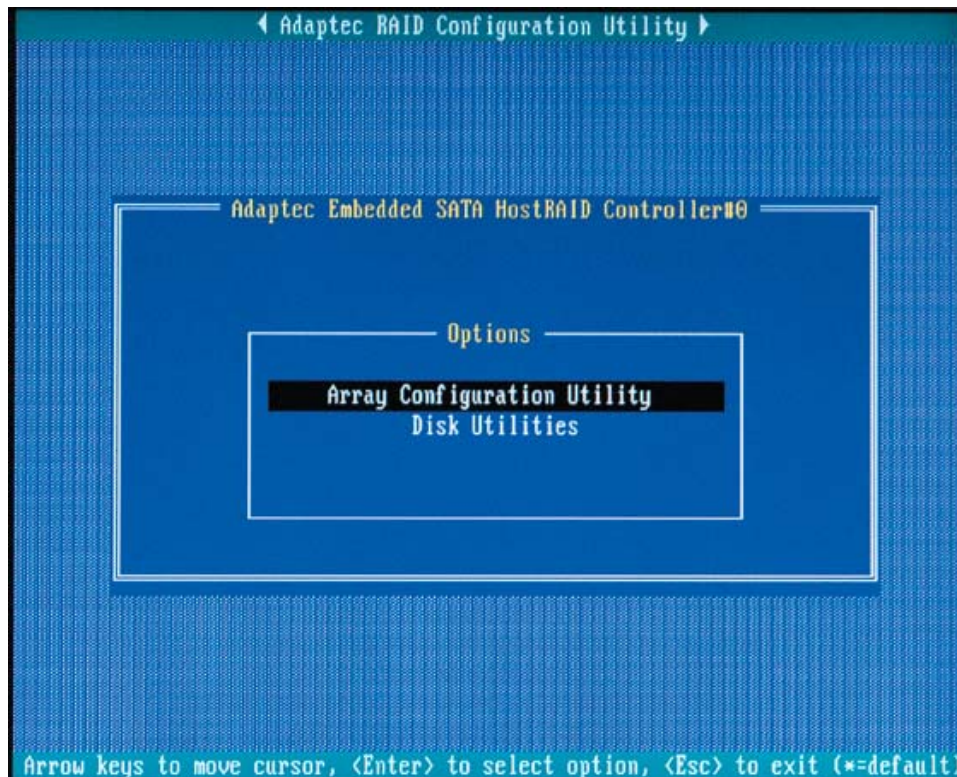 Adaptec RAID Configuration Utility
Adaptec Embedded SATA HostRAID Controller#0
Options
Array Configuration Utility
Disk Utilities
Arrow keys to move cursor, <Enter> to select option, <Esc> to exit (*=default)